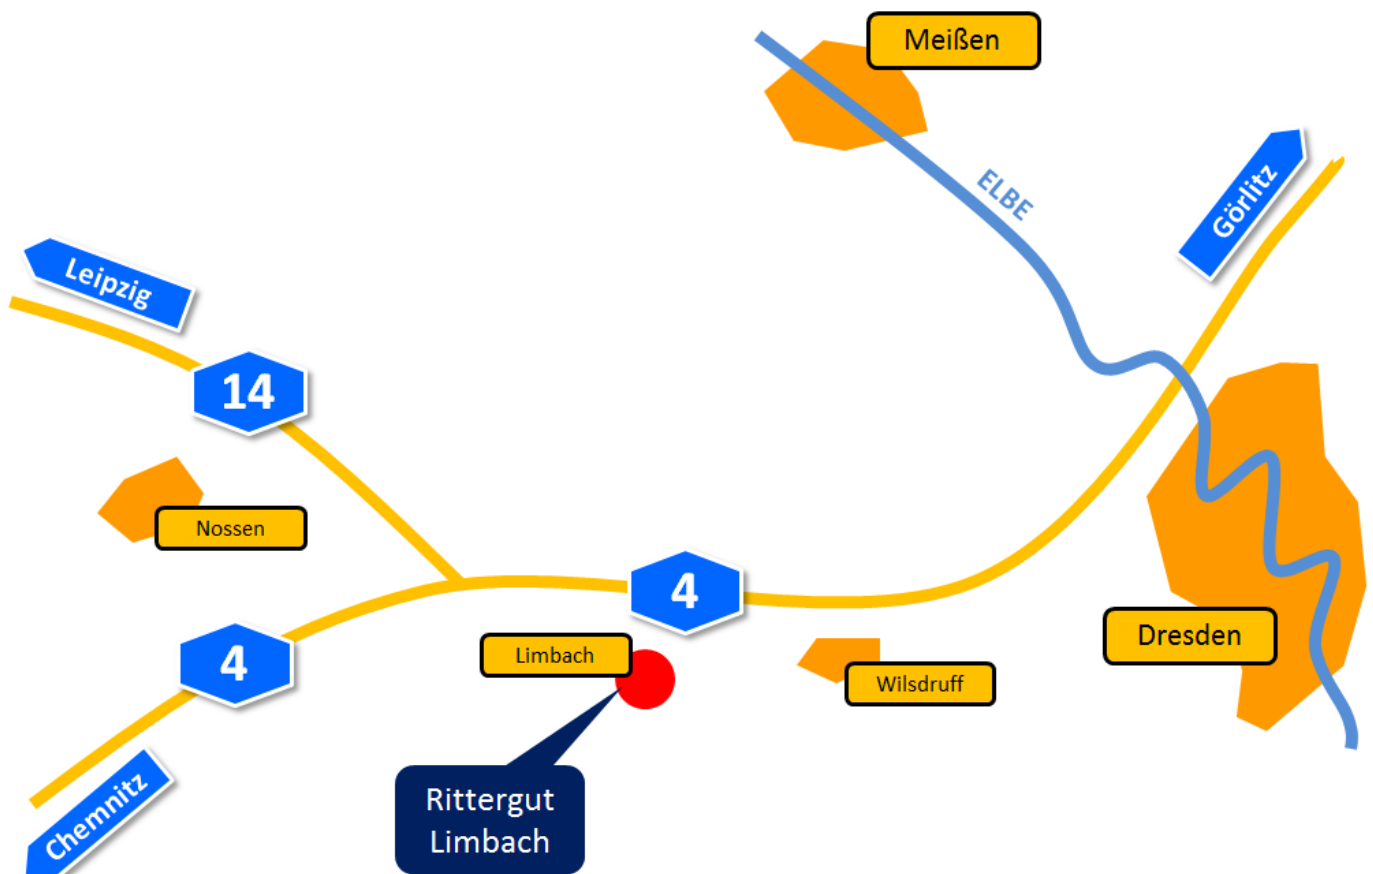 Meißen
ELBE
Görlitz
Leipzig
14
Nossen
4
Limbach
Wilsdruff
Dresden
4
Chemnitz
Rittergut
Limbach